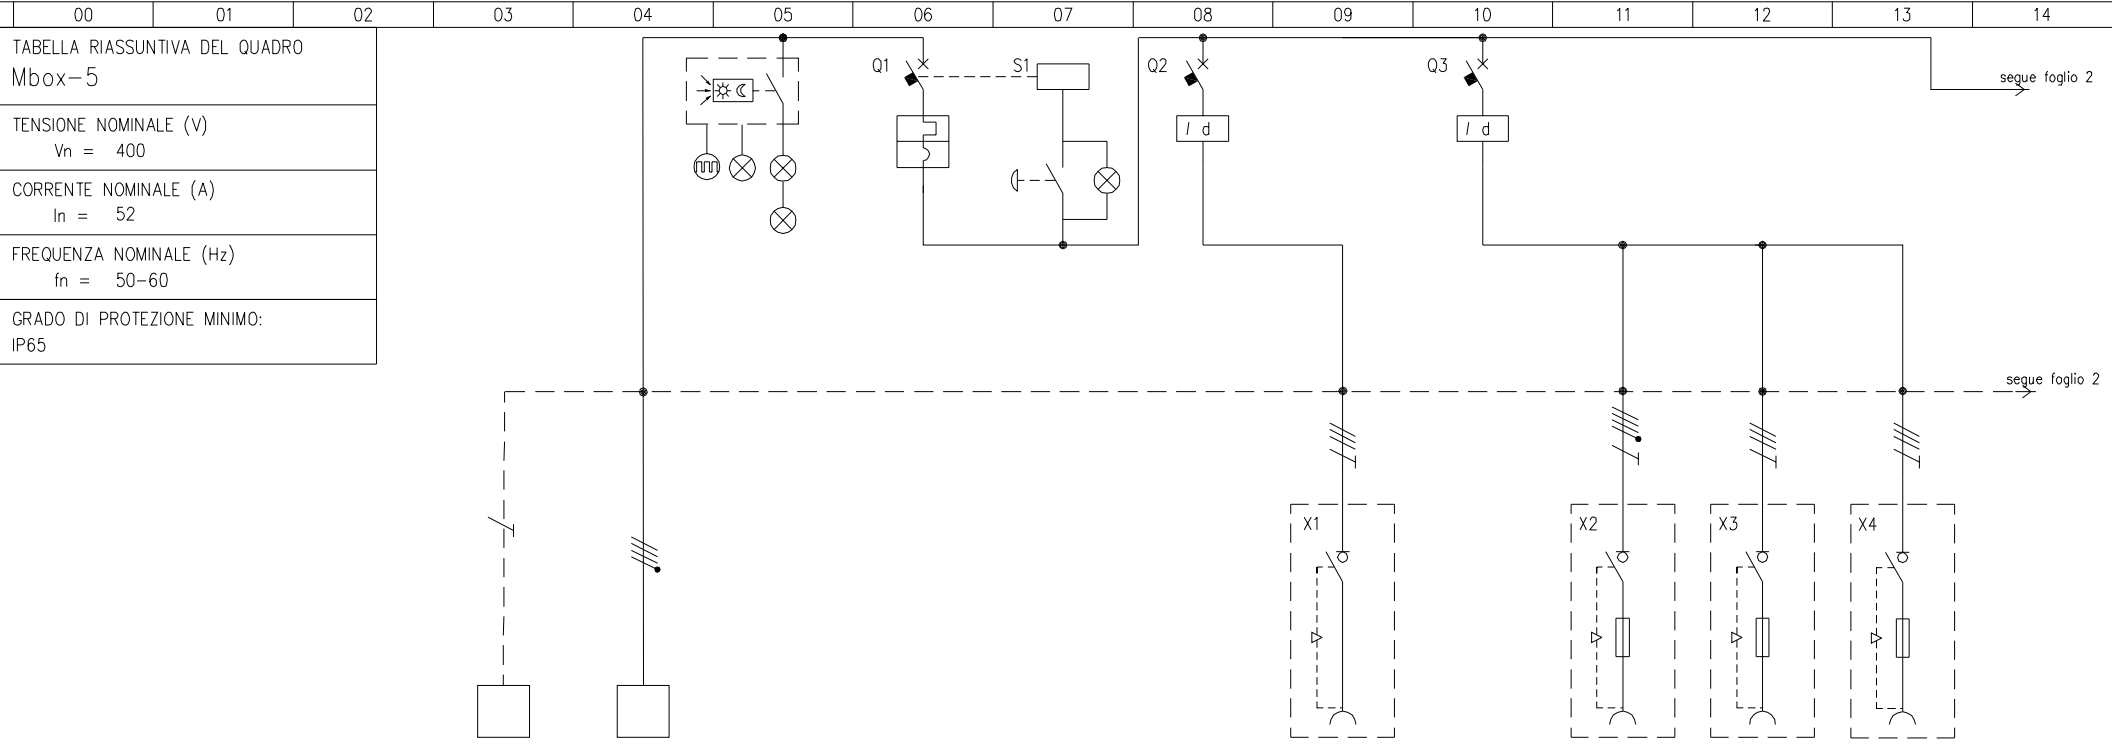 00 01 02 03 04 05 06 07 08 09 10 11 12 13 14
TABELLA RIASSUNTIVA DEL QUADRO
Mbox-5
TENSIONE NOMINALE (V)
Vn = 400
CORRENTE NOMINALE (A)
In = 52
FREQUENZA NOMINALE (Hz)
fn = 50-60
GRADO DI PROTEZIONE MINIMO:
IP65
Q1 S1 Q2 Q3
segue foglio 2
I d I d
segue foglio 2
X1 X2 X3 X4